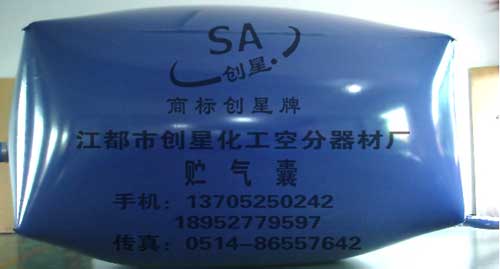 SA
创星
商标创星牌
江都市创星化工空分器材厂
贮气囊
手机：13705250242
18952779597
传真：0514-86557642